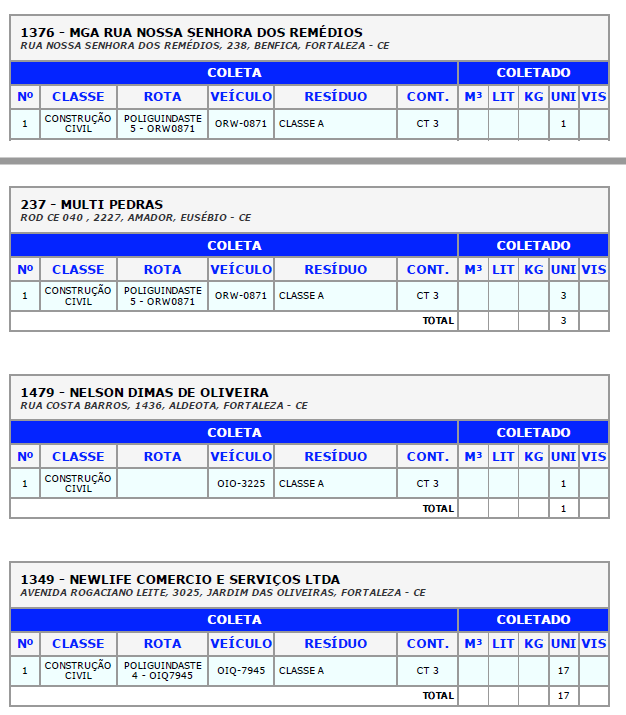 1376 - MGA RUA NOSSA SENHORA DOS REMÉDIOS
RUA NOSSA SENHORA DOS REMÉDIOS, 238, BENFICA, FORTALEZA - CE
COLETA COLETADO
Nº CLASSE ROTA VEÍCULO RESÍDUO CONT. M³ LIT KG UNI VIS
1 CONSTRUÇÃO CIVIL POLIGUINDASTE 5 - ORW0871 ORW-0871 CLASSE A CT 3 1
237 - MULTI PEDRAS
ROD CE 040 , 2227, AMADOR, EUSÉBIO - CE
COLETA COLETADO
Nº CLASSE ROTA VEÍCULO RESÍDUO CONT. M³ LIT KG UNI VIS
1 CONSTRUÇÃO CIVIL POLIGUINDASTE 5 - ORW0871 ORW-0871 CLASSE A CT 3 3
TOTAL 3
1479 - NELSON DIMAS DE OLIVEIRA
RUA COSTA BARROS, 1436, ALDEOTA, FORTALEZA - CE
COLETA COLETADO
Nº CLASSE ROTA VEÍCULO RESÍDUO CONT. M³ LIT KG UNI VIS
1 CONSTRUÇÃO CIVIL OIO-3225 CLASSE A CT 3 1
TOTAL 1
1349 - NEWLIFE COMERCIO E SERVIÇOS LTDA
AVENIDA ROGACIANO LEITE, 3025, JARDIM DAS OLIVEIRAS, FORTALEZA - CE
COLETA COLETADO
Nº CLASSE ROTA VEÍCULO RESÍDUO CONT. M³ LIT KG UNI VIS
1 CONSTRUÇÃO CIVIL POLIGUINDASTE 4 - OIQ7945 OIQ-7945 CLASSE A CT 3 17
TOTAL 17